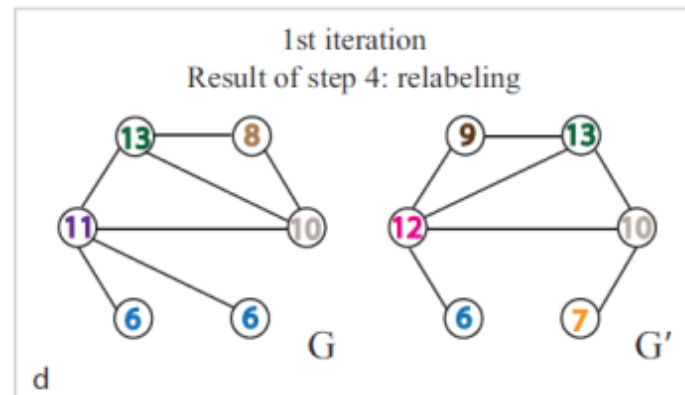 1st iteration
Result of step 4: relabeling
13 8 9 13
11 10 12 10
6 6 6 7
G G′
d